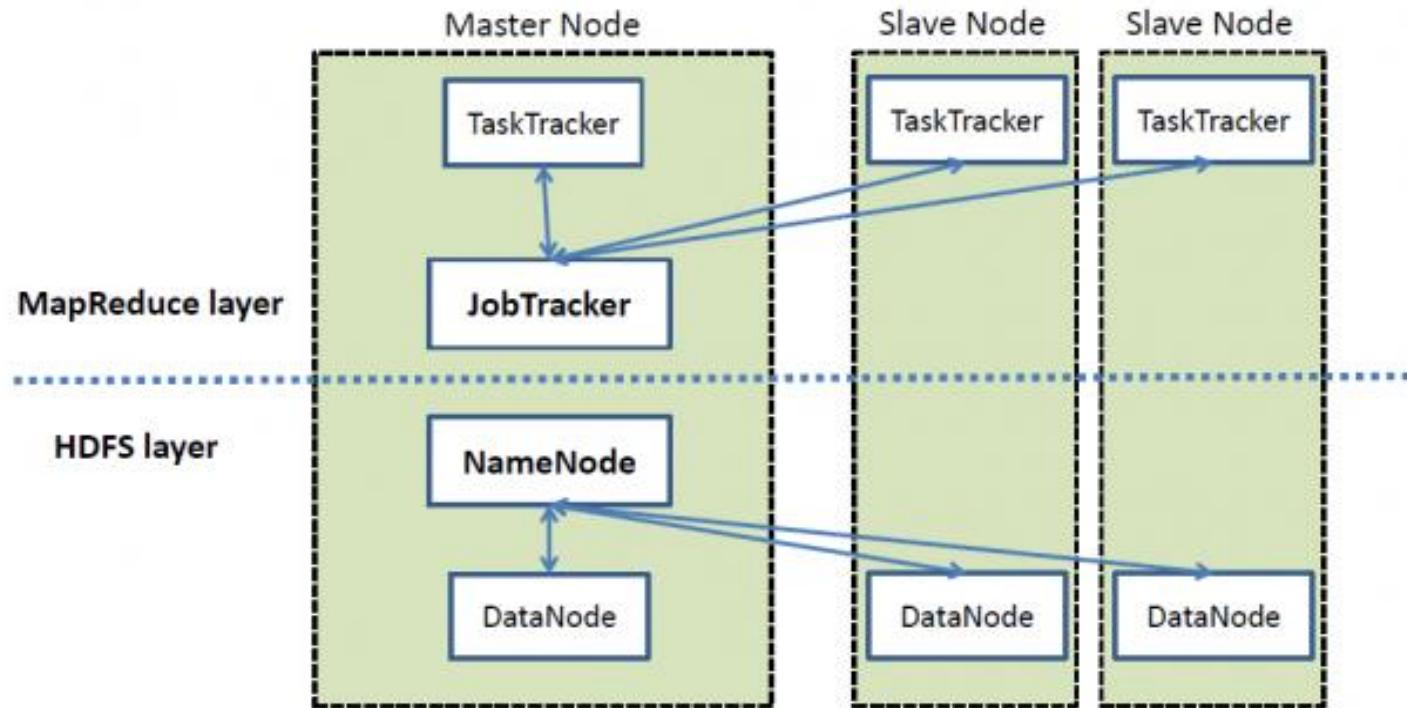 Master Node
Slave Node
Slave Node
TaskTracker
TaskTracker
TaskTracker
MapReduce layer
JobTracker
HDFS layer
NameNode
DataNode
DataNode
DataNode